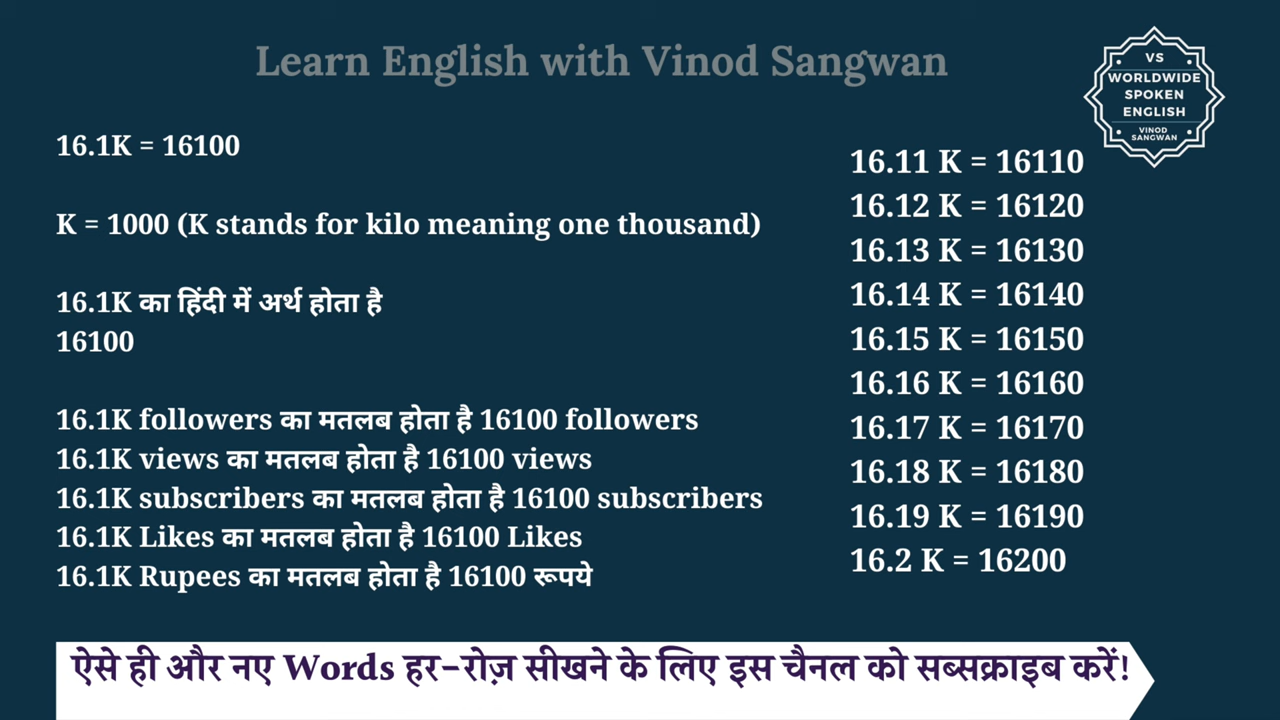 Learn English with Vinod Sangwan
VS
WORLDWIDE
SPOKEN
ENGLISH
VINOD
SANGWAN
16.1K = 16100
K = 1000 (K stands for kilo meaning one thousand)
16.1K का हिंदी में अर्थ होता है
16100
16.1K followers का मतलब होता है 16100 followers
16.1K views का मतलब होता है 16100 views
16.1K subscribers का मतलब होता है 16100 subscribers
16.1K Likes का मतलब होता है 16100 Likes
16.1K Rupees का मतलब होता है 16100 रूपये
16.11 K = 16110
16.12 K = 16120
16.13 K = 16130
16.14 K = 16140
16.15 K = 16150
16.16 K = 16160
16.17 K = 16170
16.18 K = 16180
16.19 K = 16190
16.2 K = 16200
ऐसे ही और नए Words हर-रोज़ सीखने के लिए इस चैनल को सब्सक्राइब करें!